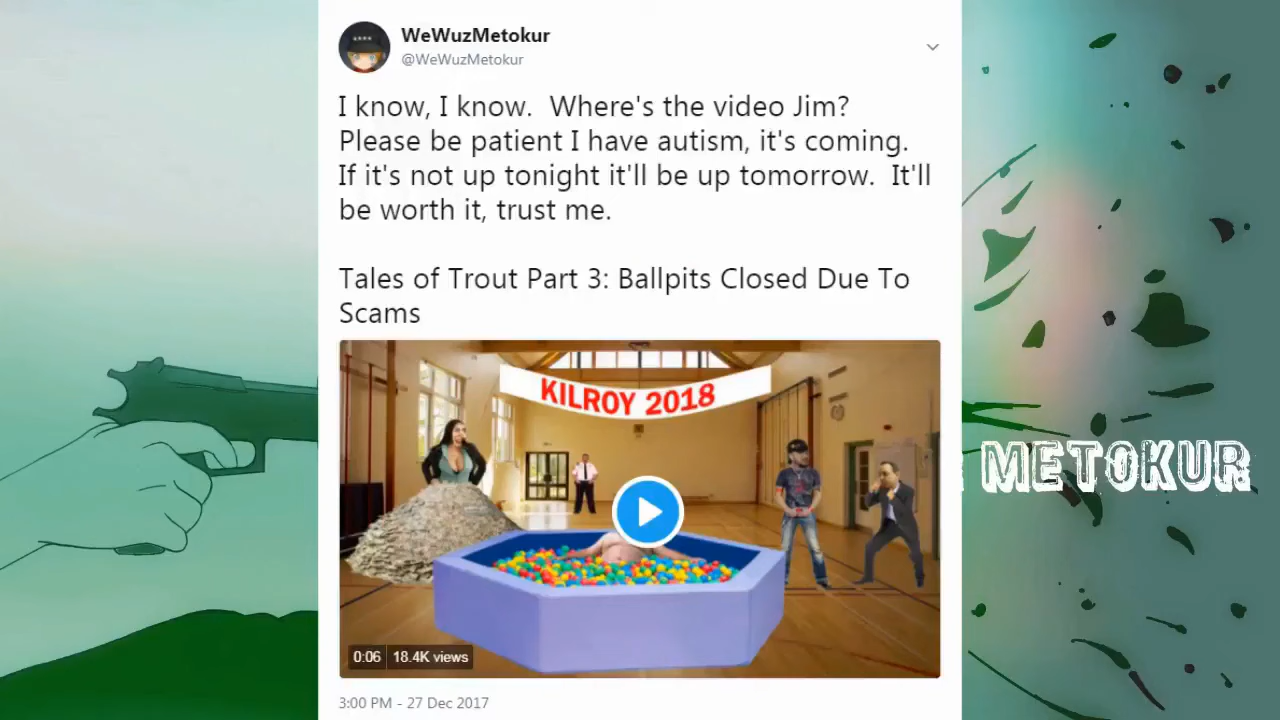 WeWuzMetokur
@WeWuzMetokur
I know, I know.  Where's the video Jim?
Please be patient I have autism, it's coming.
If it's not up tonight it'll be up tomorrow.  It'll
be worth it, trust me.
Tales of Trout Part 3: Ballpits Closed Due To
Scams
KILROY 2018
METOKUR
0:06 18.4K views
3:00 PM - 27 Dec 2017